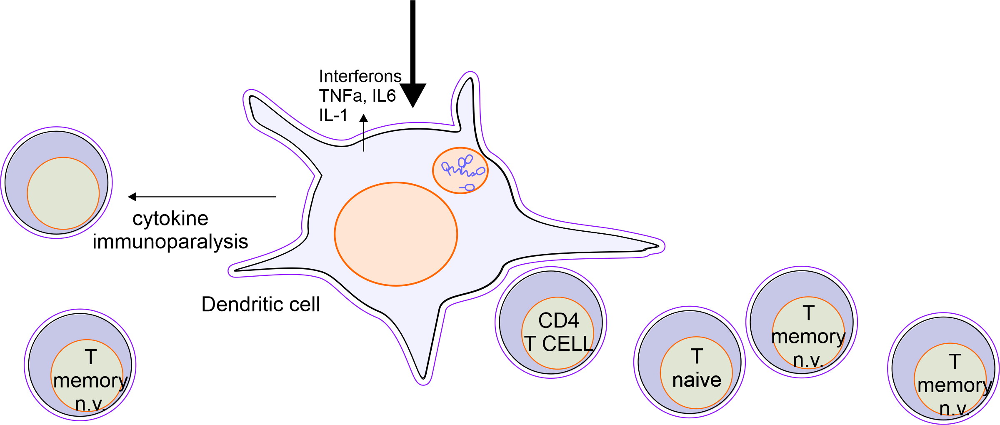 Interferons
TNFa, IL6
IL-1
cytokine
immunoparalysis
Dendritic cell
CD4
T CELL
T
memory
n.v.
T
naive
T
memory
n.v.
T
memory
n.v.